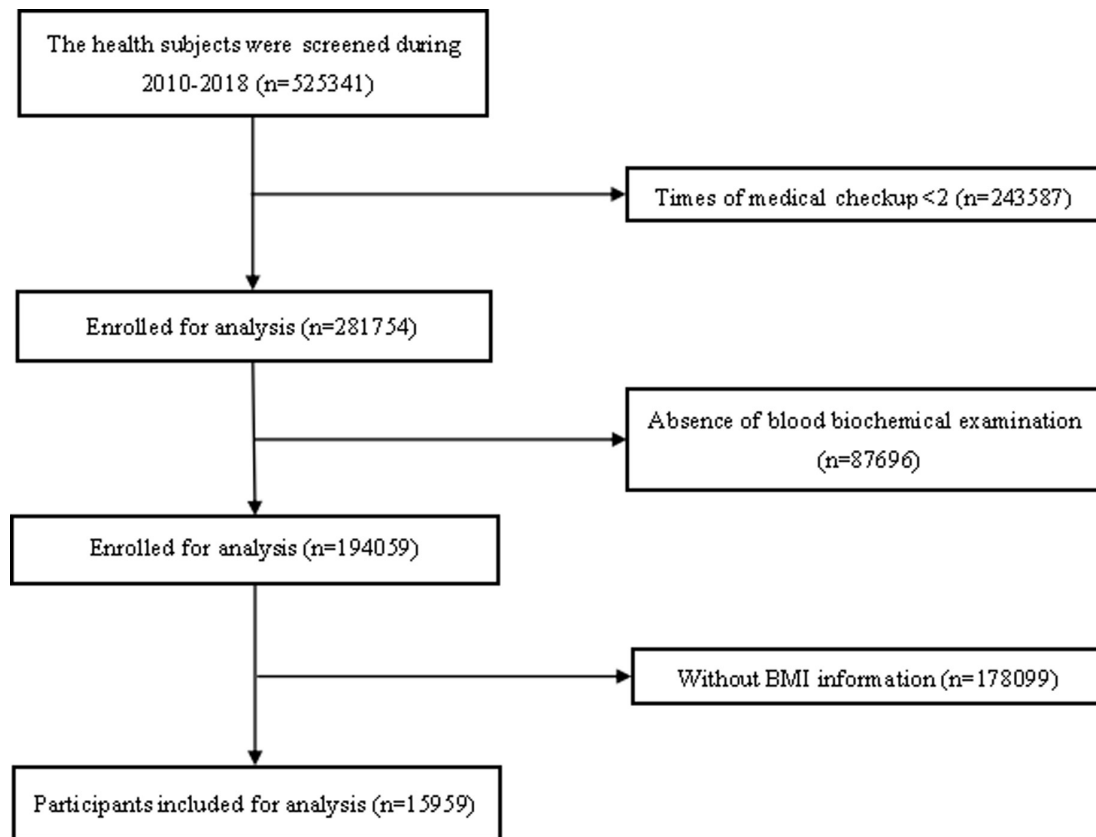 The health subjects were screened during
2010-2018 (n=525341)
Times of medical checkup <2 (n=243587)
Enrolled for analysis (n=281754)
Absence of blood biochemical examination
(n=87696)
Enrolled for analysis (n=194059)
Without BMI information (n=178099)
Participants included for analysis (n=15959)